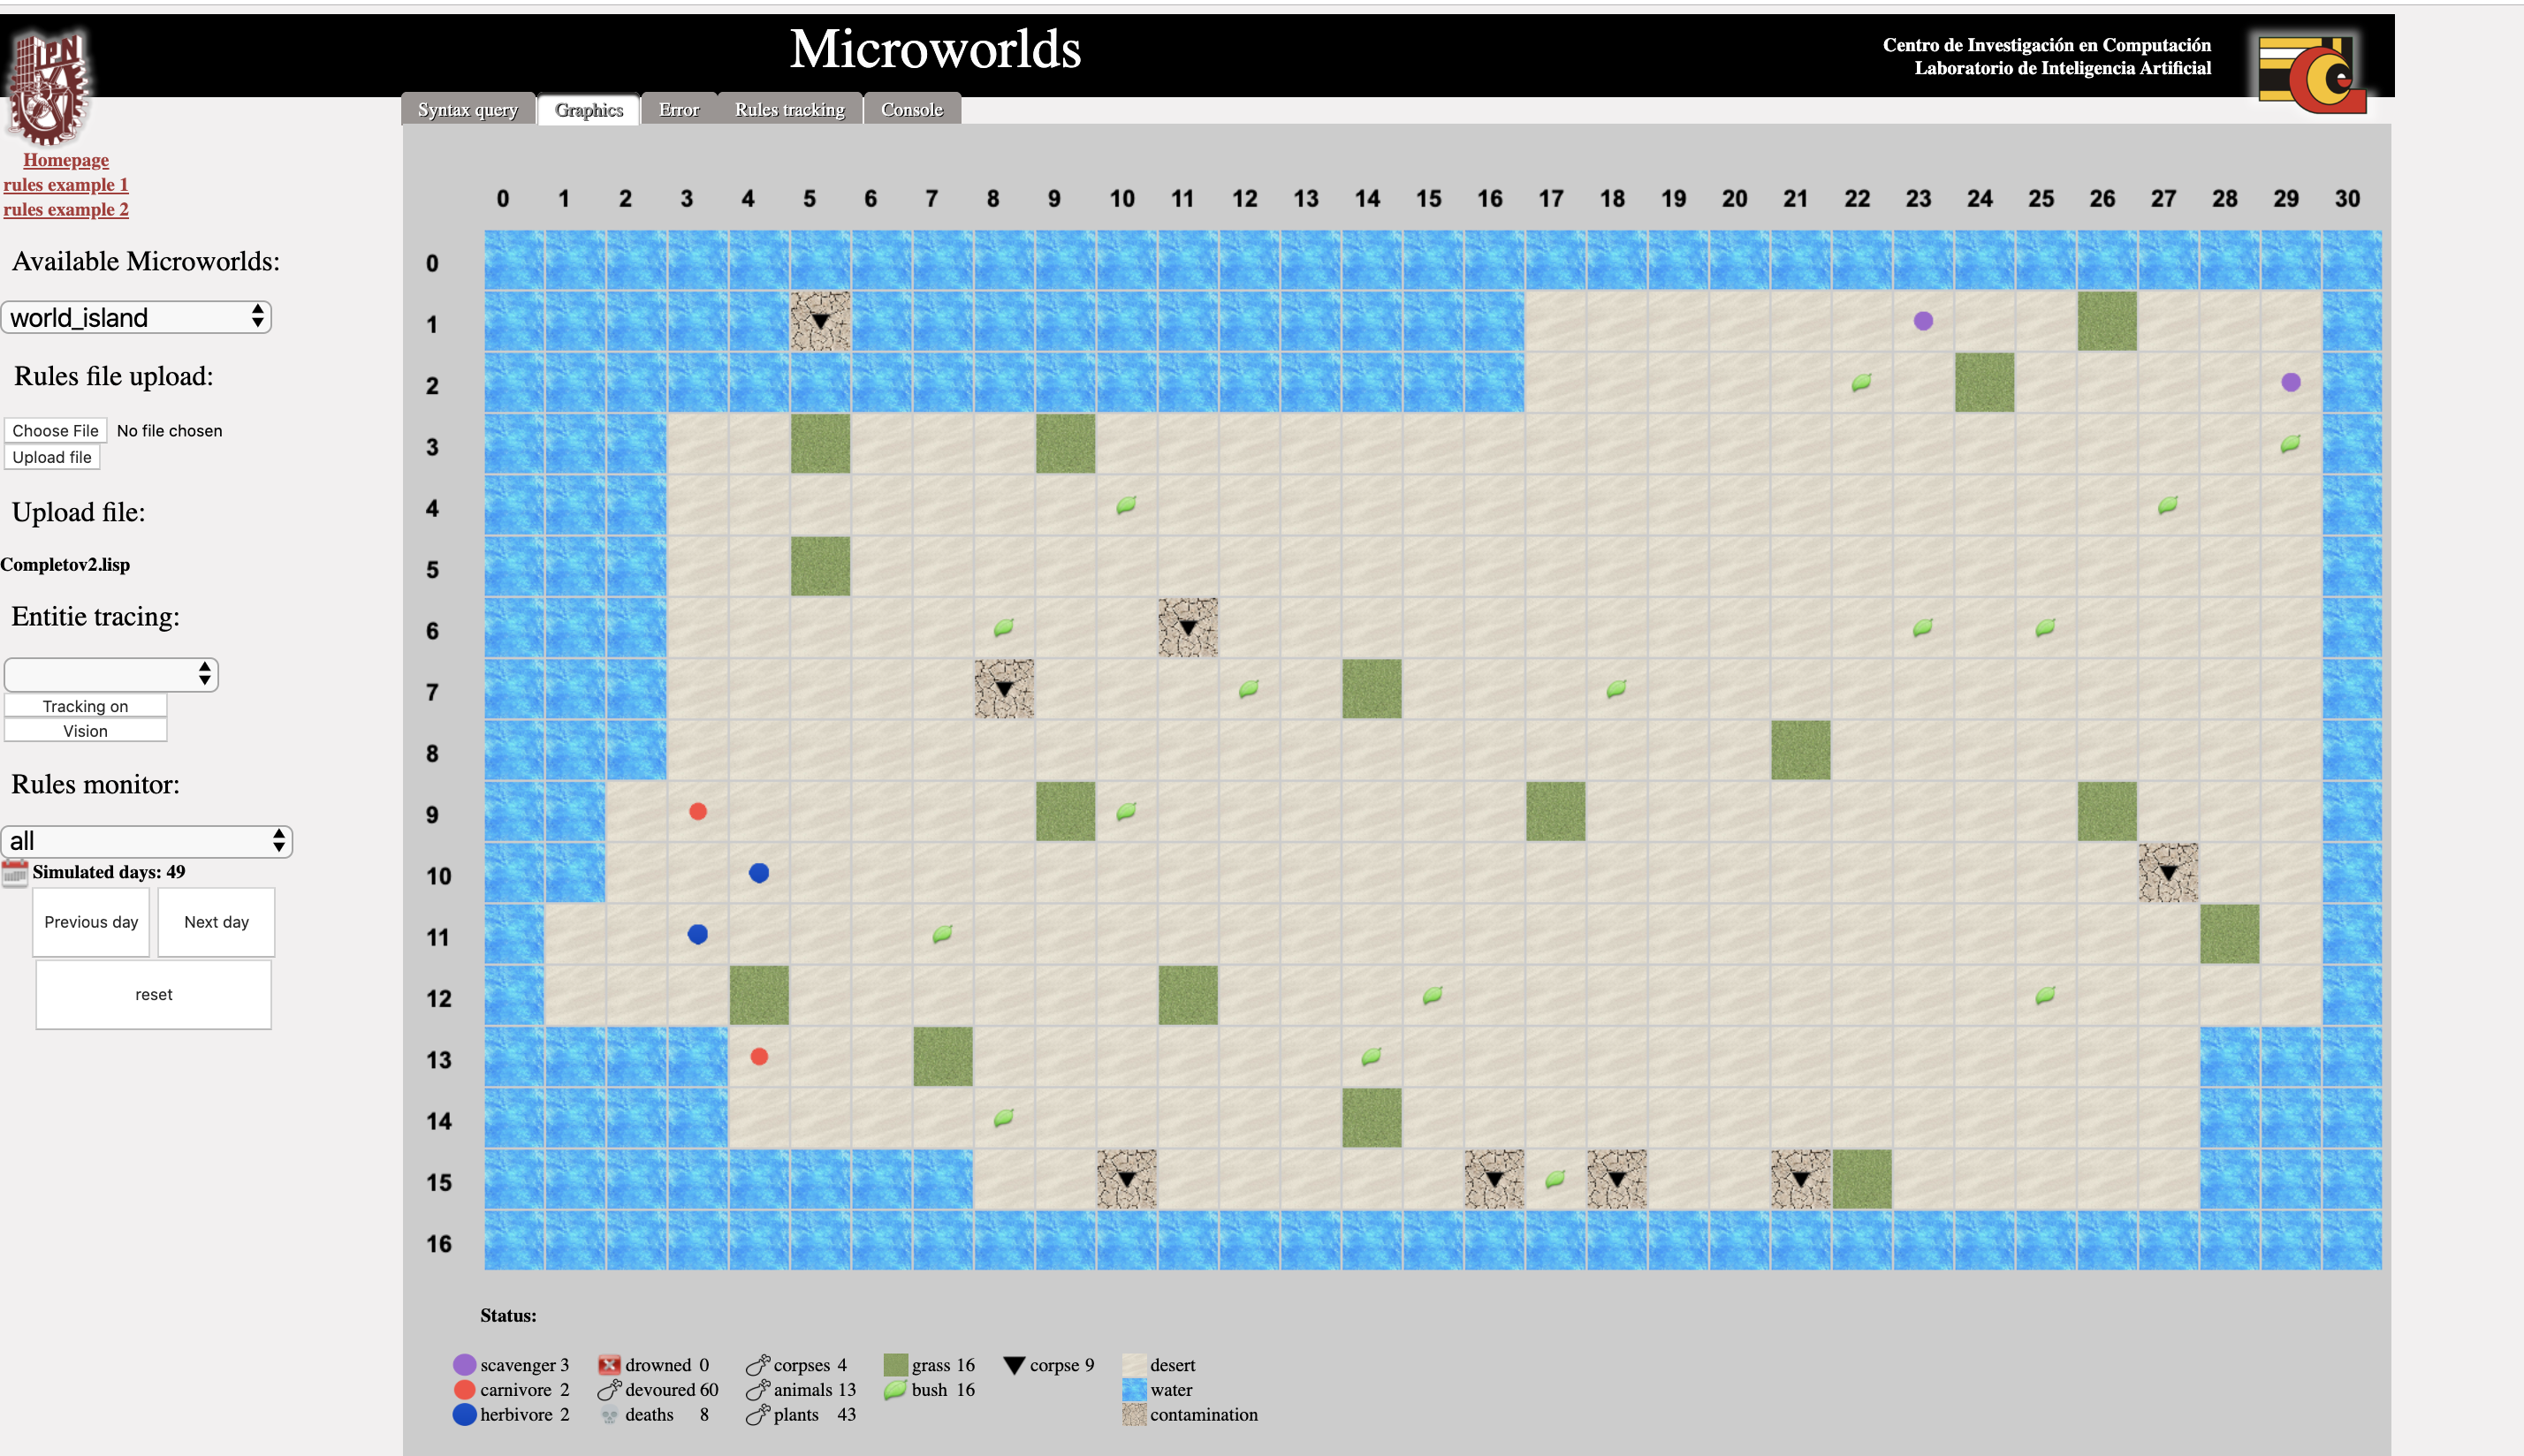 Microworlds
Centro de Investigación en Computación
Laboratorio de Inteligencia Artificial
IPN
Syntax query Graphics Error Rules tracking Console
Homepage
rules example 1
rules example 2
Available Microworlds:
world_island
Rules file upload:
Choose File No file chosen
Upload file
Upload file:
Completov2.lisp
Entitie tracing:
Tracking on
Vision
Rules monitor:
all
Simulated days: 49
Previous day Next day
reset
0 1 2 3 4 5 6 7 8 9 10 11 12 13 14 15 16 17 18 19 20 21 22 23 24 25 26 27 28 29 30
0
1
2
3
4
5
6
7
8
9
10
11
12
13
14
15
16
Status:
scavenger 3 drowned 0 corpses 4 grass 16 corpse 9 desert
carnivore 2 devoured 60 animals 13 bush 16 water
herbivore 2 deaths 8 plants 43 contamination